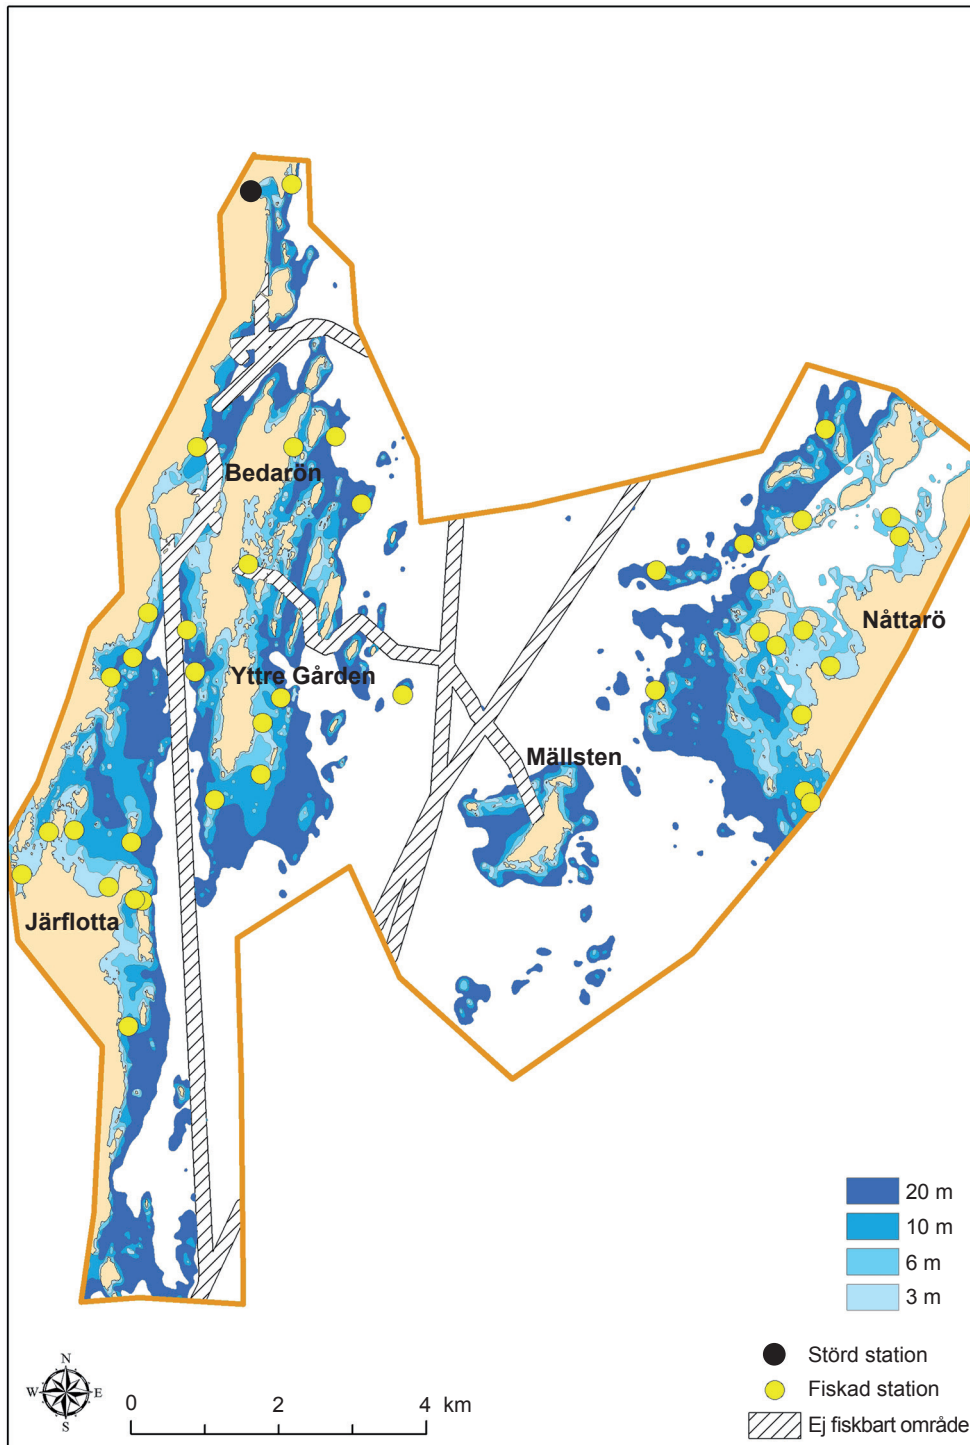 Bedarön
Nåttarö
Yttre Gården
Mällsten
Järflotta
20 m
10 m
6 m
3 m
Störd station
Fiskad station
Ej fiskbart område
N
W E
S
0 2 4 km